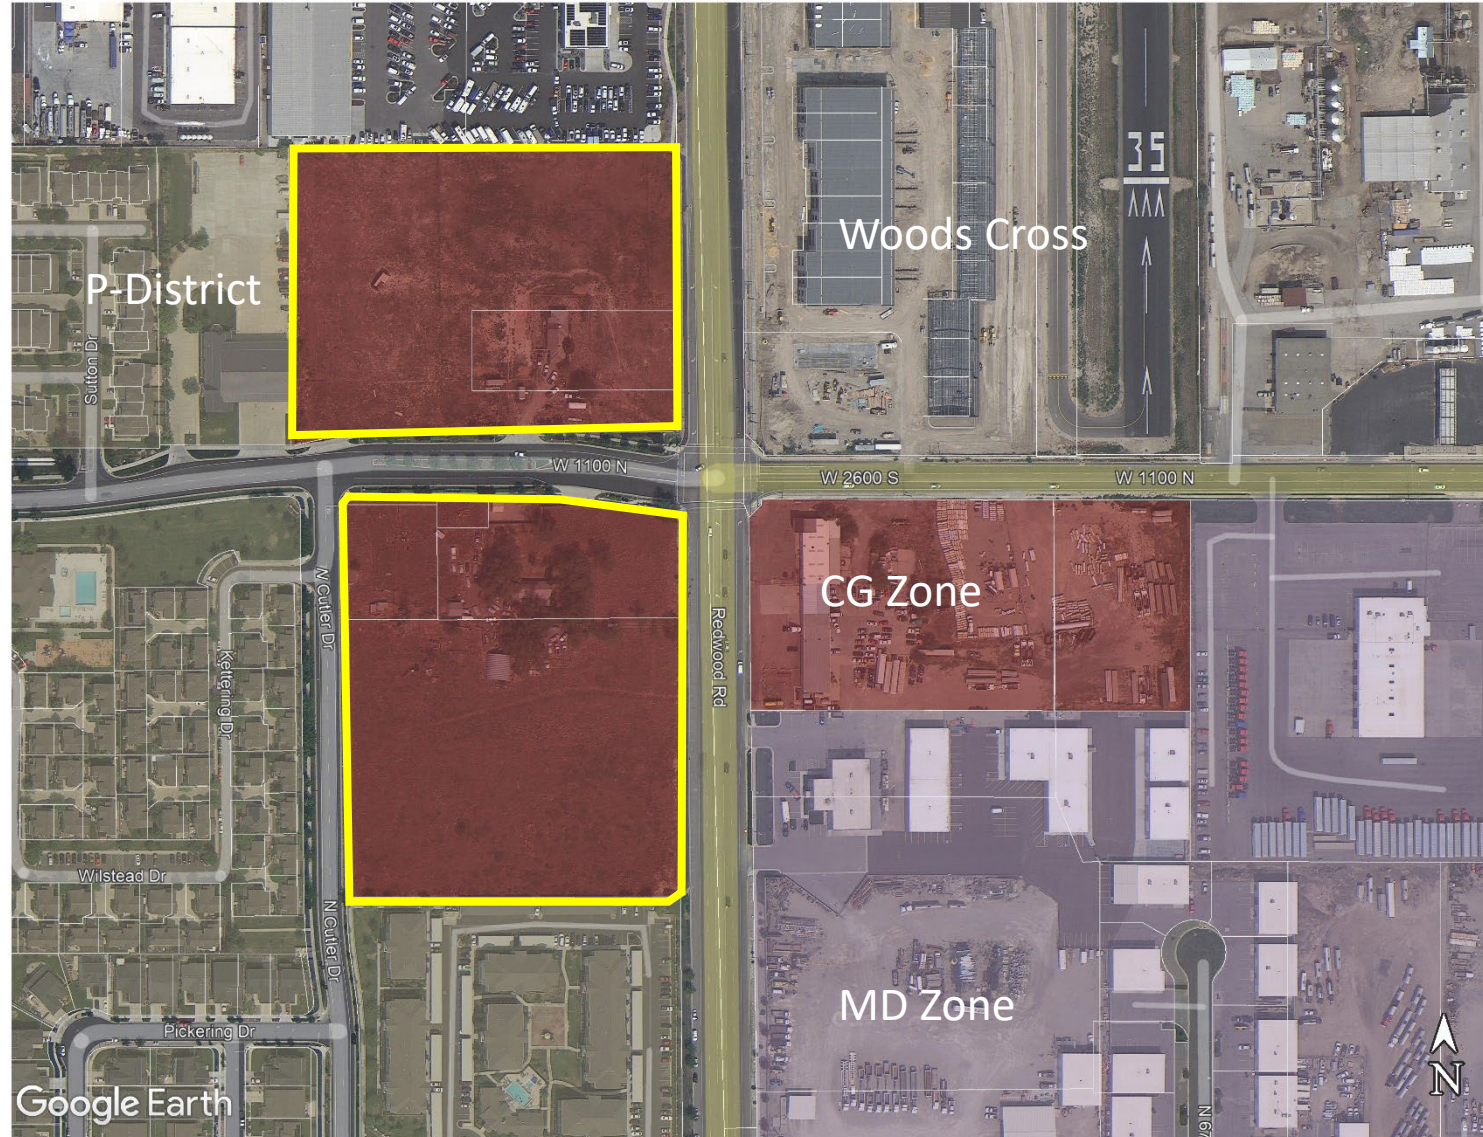 35
Woods Cross
P-District
Sutton Dr
W 1100 N
W 2600 S
W 1100 N
CG Zone
N Cutler Dr
Kettering Dr
Redwood Rd
Wilstead Dr
N Cutler Dr
MD Zone
Pickering Dr
N
Google Earth